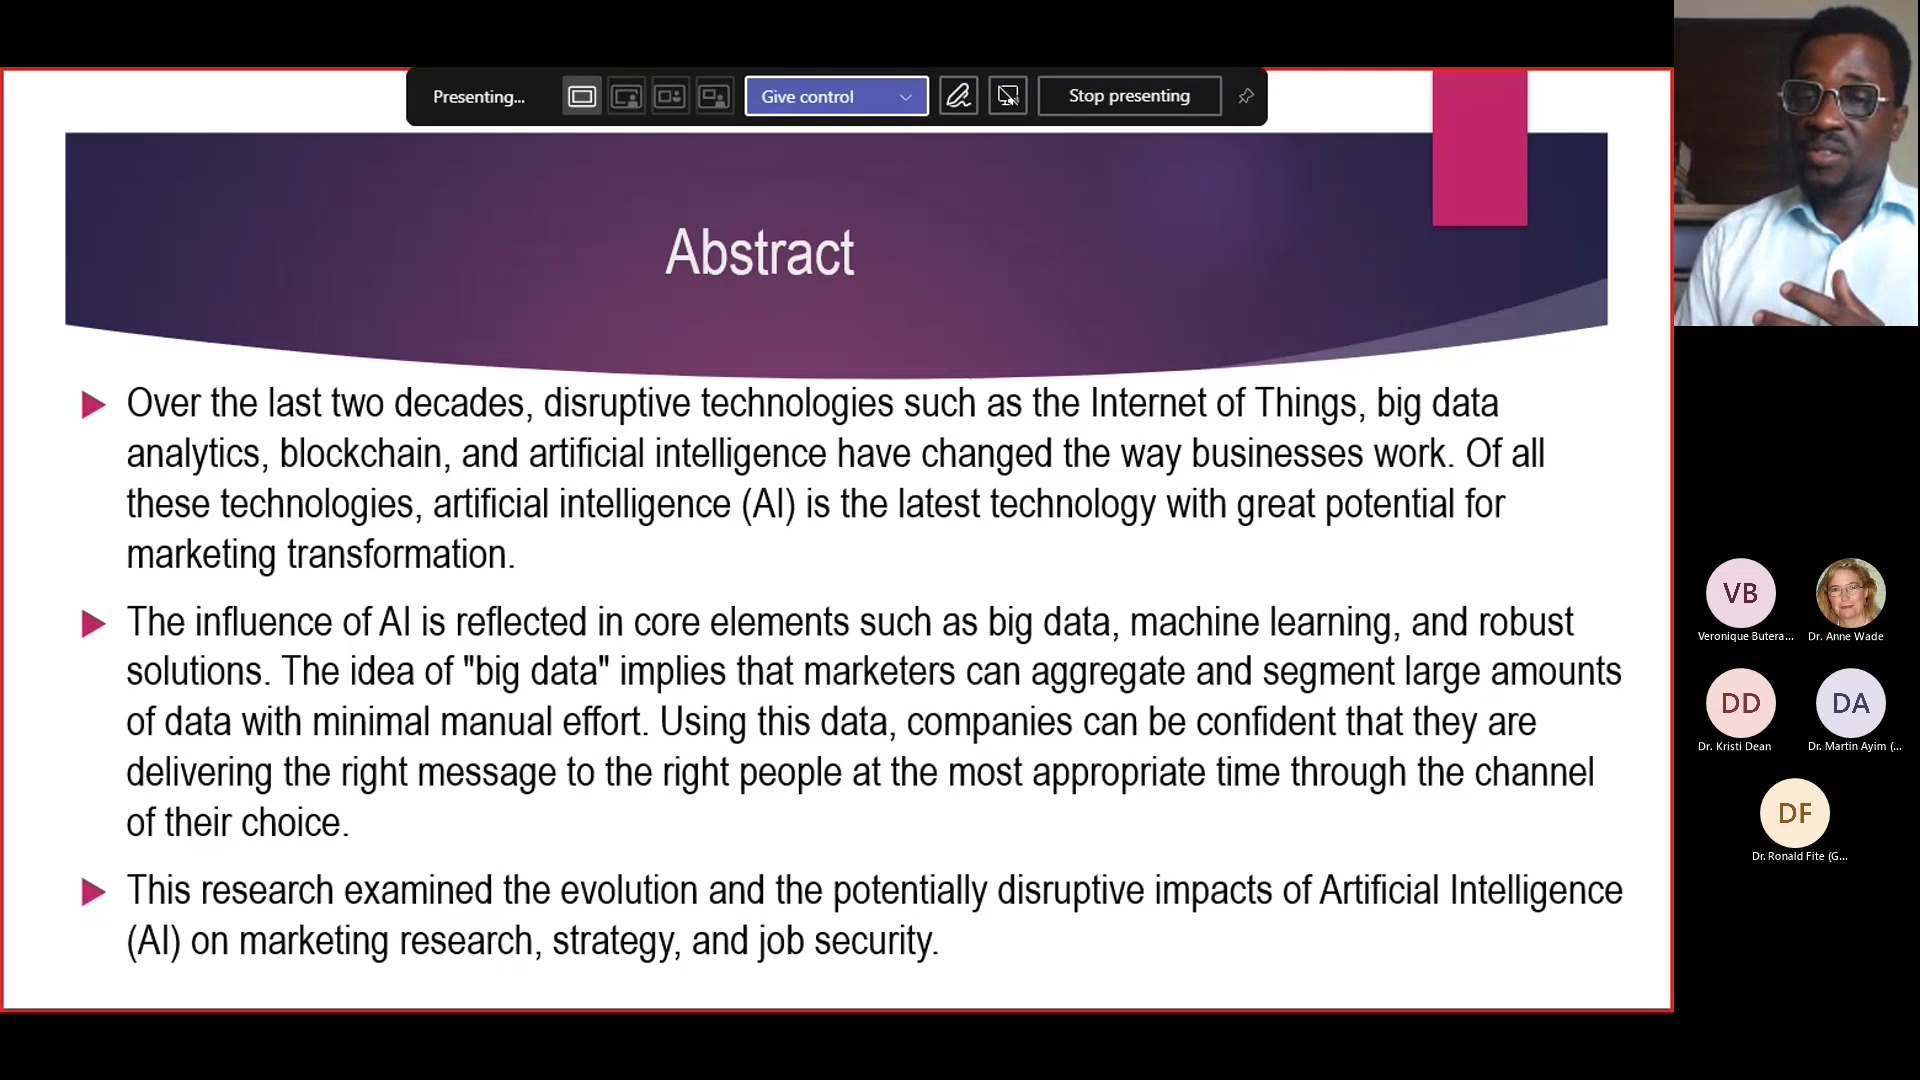 Presenting...
Give control
Stop presenting
Abstract
Over the last two decades, disruptive technologies such as the Internet of Things, big data
analytics, blockchain, and artificial intelligence have changed the way businesses work. Of all
these technologies, artificial intelligence (AI) is the latest technology with great potential for
marketing transformation.
The influence of AI is reflected in core elements such as big data, machine learning, and robust
solutions. The idea of "big data" implies that marketers can aggregate and segment large amounts
of data with minimal manual effort. Using this data, companies can be confident that they are
delivering the right message to the right people at the most appropriate time through the channel
of their choice.
This research examined the evolution and the potentially disruptive impacts of Artificial Intelligence
(AI) on marketing research, strategy, and job security.
VB
Veronique Butera...
Dr. Anne Wade
DD
Dr. Kristi Dean
DA
Dr. Martin Ayim (...
DF
Dr. Ronald Fite (G...